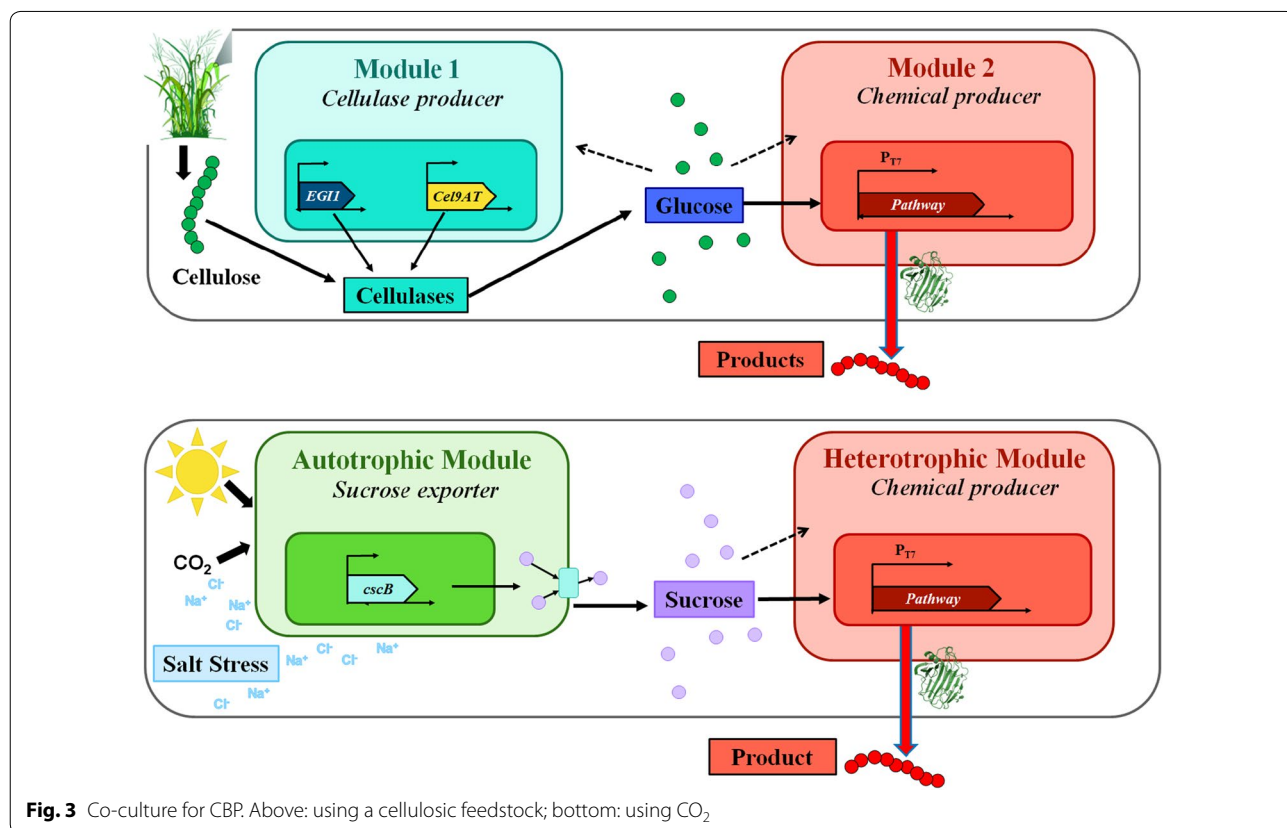 Module 1
Cellulase producer
EGI1
Cel9AT
Cellulose
Cellulases
Glucose
Module 2
Chemical producer
PT7
Pathway
Products
Autotrophic Module
Sucrose exporter
CO2
cscB
Cl-
Na+
Na+
Cl-
Salt Stress
Na+
Cl-
Cl-
Na+
Na+
Cl-
Sucrose
Heterotrophic Module
Chemical producer
PT7
Pathway
Product
Fig. 3 Co-culture for CBP. Above: using a cellulosic feedstock; bottom: using CO2